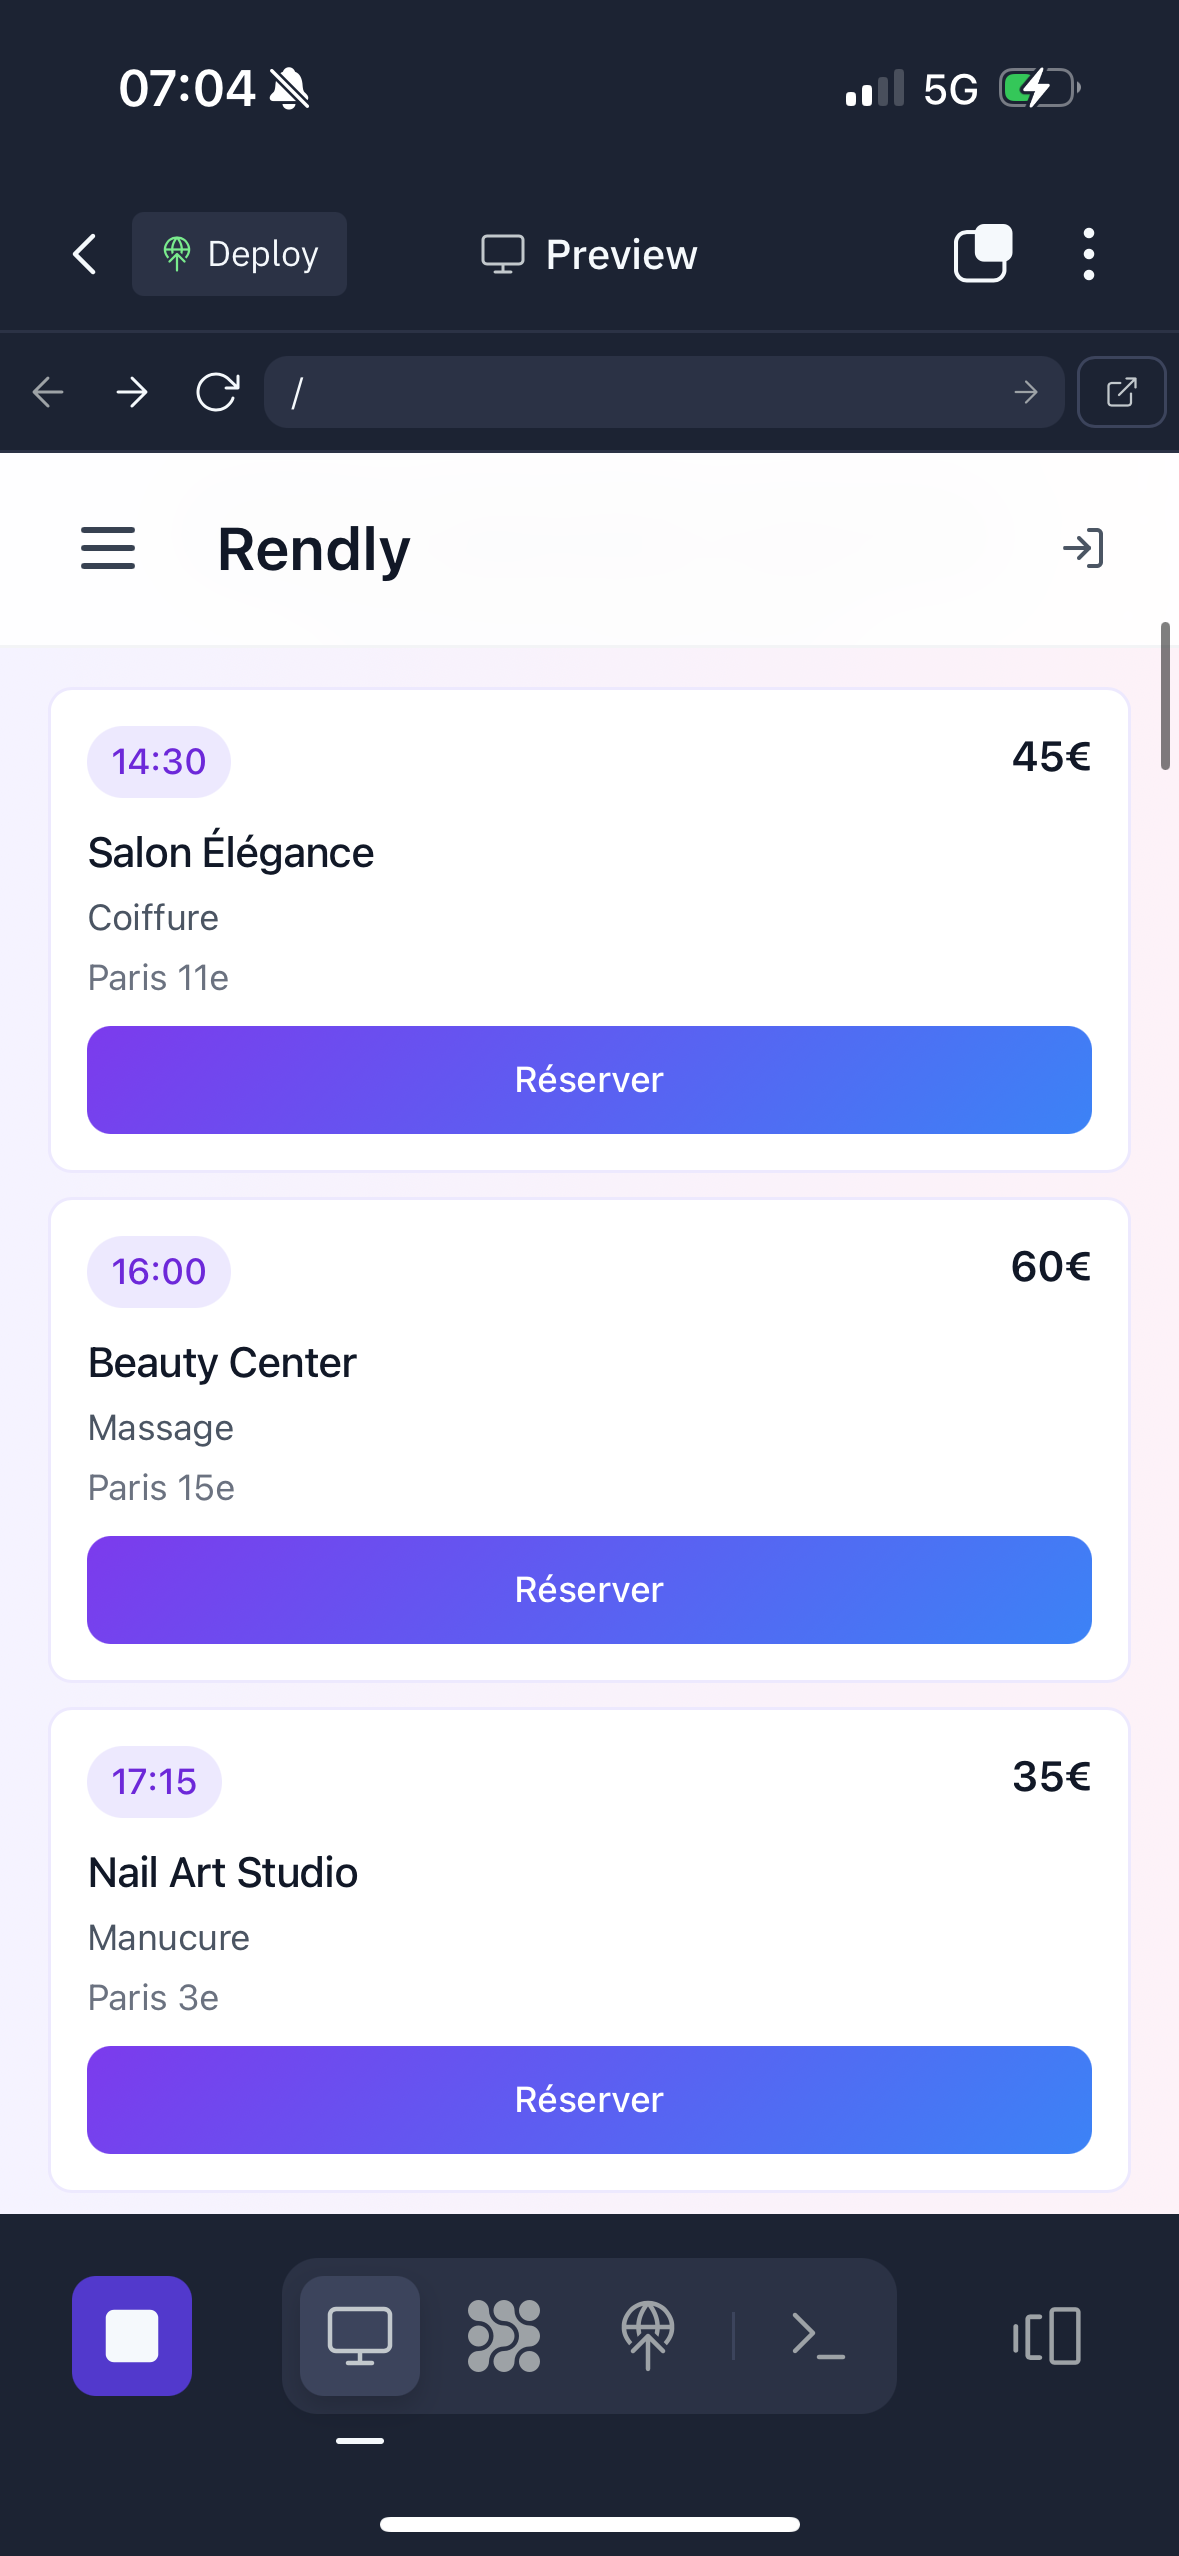 07:04
5G
Deploy
Preview
/
Rendly
14:30
45€
Salon Élégance
Coiffure
Paris 11e
Réserver
16:00
60€
Beauty Center
Massage
Paris 15e
Réserver
17:15
35€
Nail Art Studio
Manucure
Paris 3e
Réserver